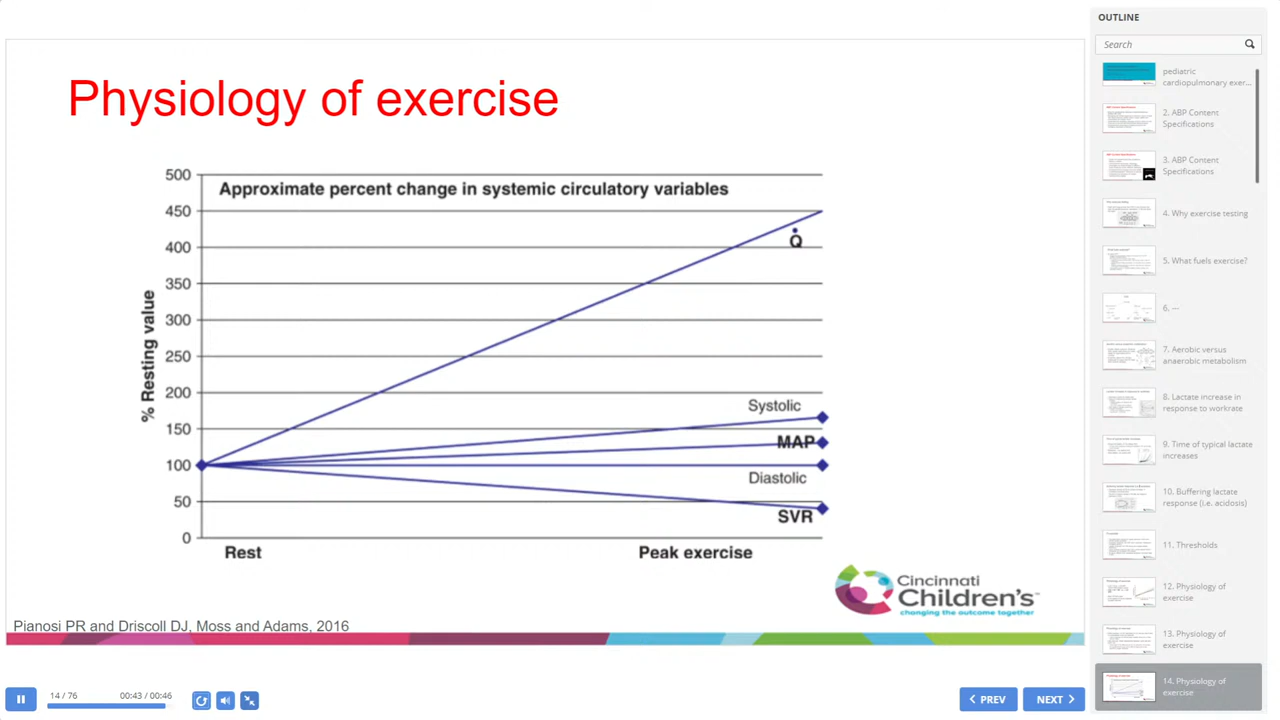 Physiology of exercise
Approximate percent change in systemic circulatory variables
% Resting value
500
450
400
350
300
250
200
150
100
50
0
Q̇
Systolic
MAP
Diastolic
SVR
Rest
Peak exercise
Cincinnati
Children's™
changing the outcome together
Pianosi PR and Driscoll DJ, Moss and Adams, 2016
14 / 76
00:43 / 00:46
PREV
NEXT
OUTLINE
Search
pediatric
cardiopulmonary exer...
2. ABP Content
Specifications
3. ABP Content
Specifications
4. Why exercise testing
5. What fuels exercise?
6. ---
7. Aerobic versus
anaerobic metabolism
8. Lactate increase in
response to workrate
9. Time of typical lactate
increases
10. Buffering lactate
response (i.e. acidosis)
11. Thresholds
12. Physiology of
exercise
13. Physiology of
exercise
14. Physiology of
exercise